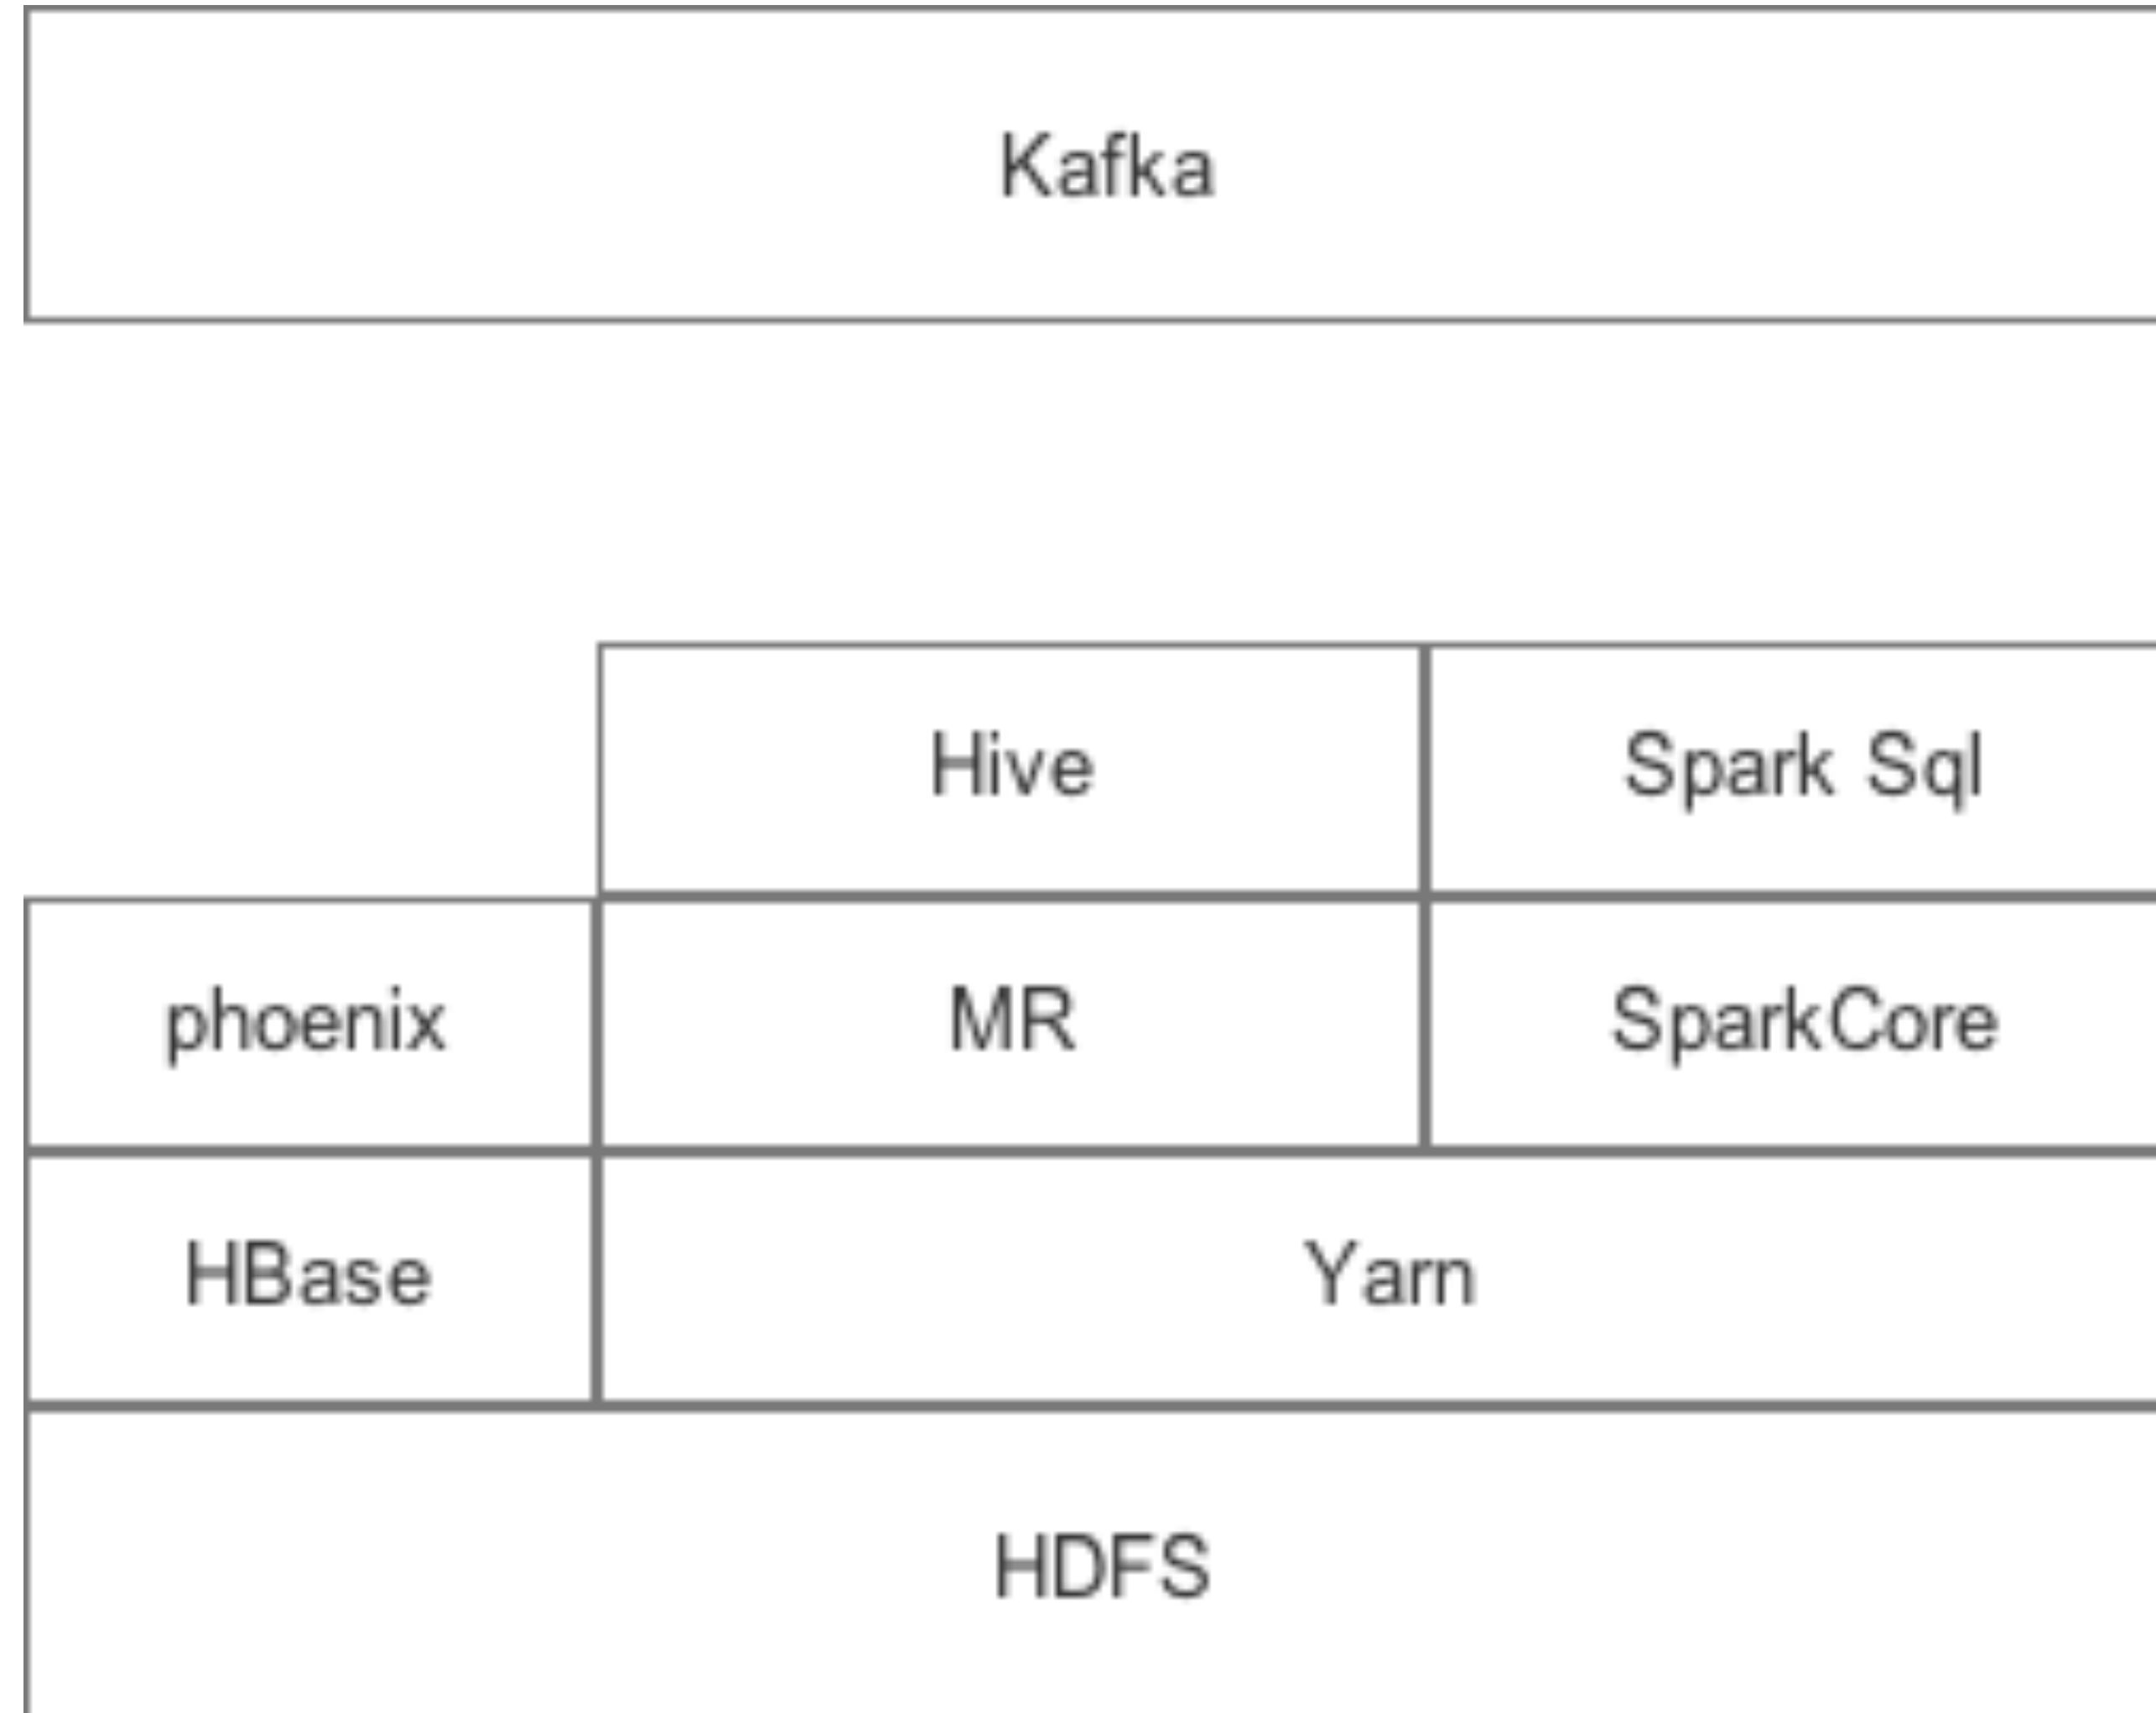 Kafka
Hive
Spark Sql
phoenix
MR
SparkCore
HBase
Yarn
HDFS